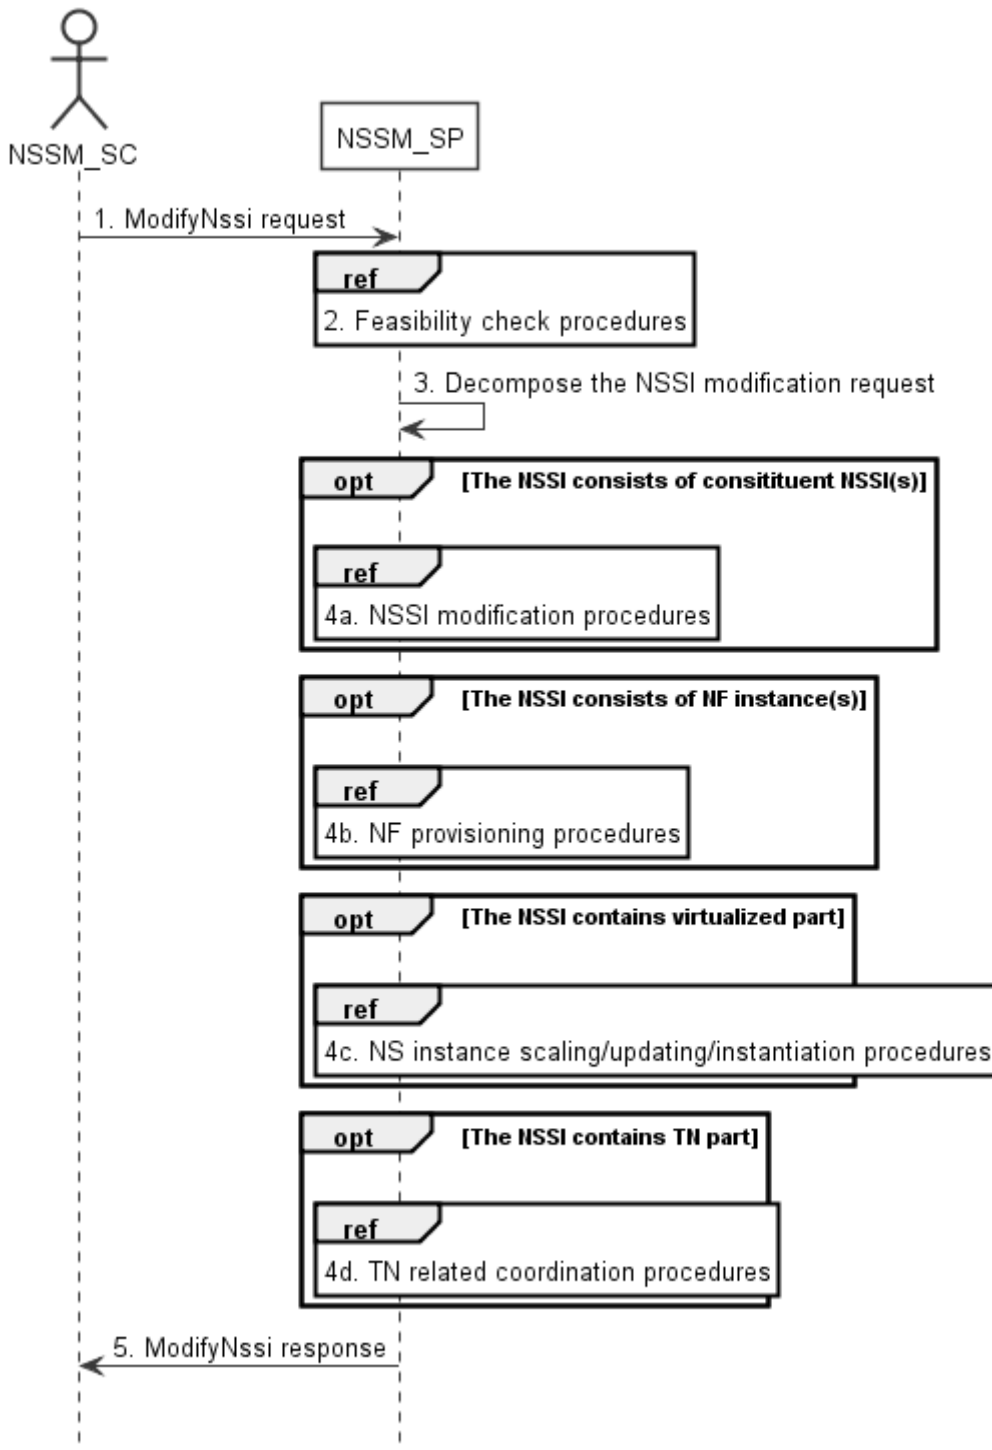 NSSM_SC
NSSM_SP
1. ModifyNssi request
ref
2. Feasibility check procedures
3. Decompose the NSSI modification request
opt [The NSSI consists of consitituent NSSI(s)]
ref
4a. NSSI modification procedures
opt [The NSSI consists of NF instance(s)]
ref
4b. NF provisioning procedures
opt [The NSSI contains virtualized part]
ref
4c. NS instance scaling/updating/instantiation procedures
opt [The NSSI contains TN part]
ref
4d. TN related coordination procedures
5. ModifyNssi response